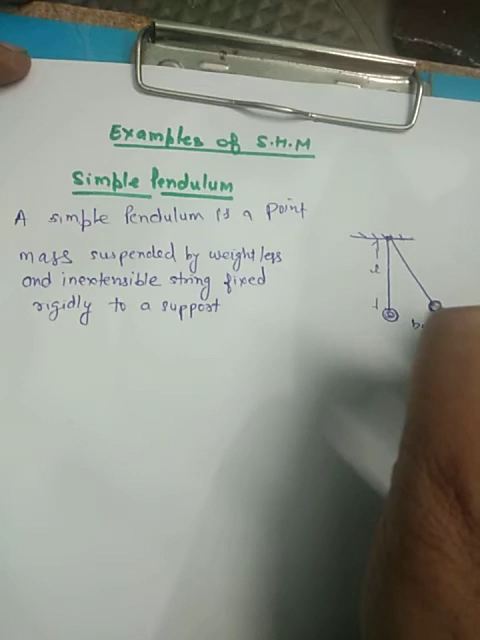 Examples of S.H.M
Simple Pendulum
A simple Pendulum is a point
mass suspended by weightless
and inextensible string fixed
rigidly to a support
l